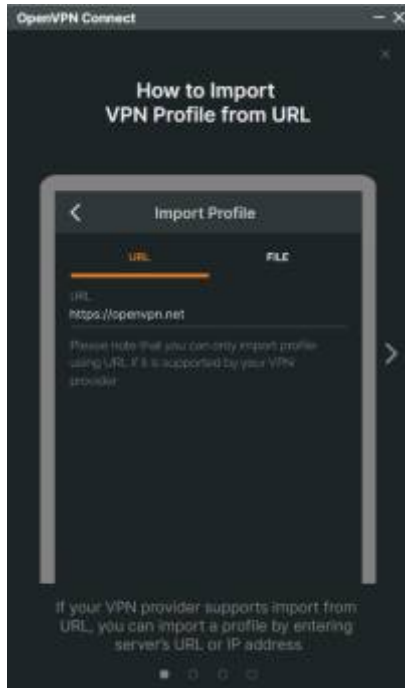 OpenVPN Connect
How to Import
VPN Profile from URL
Import Profile
URL
FILE
URL
https://openvpn.net
Please note that you can only import profile
using URL if it is supported by your VPN
provider
If your VPN provider supports import from
URL, you can import a profile by entering
server's URL or IP address